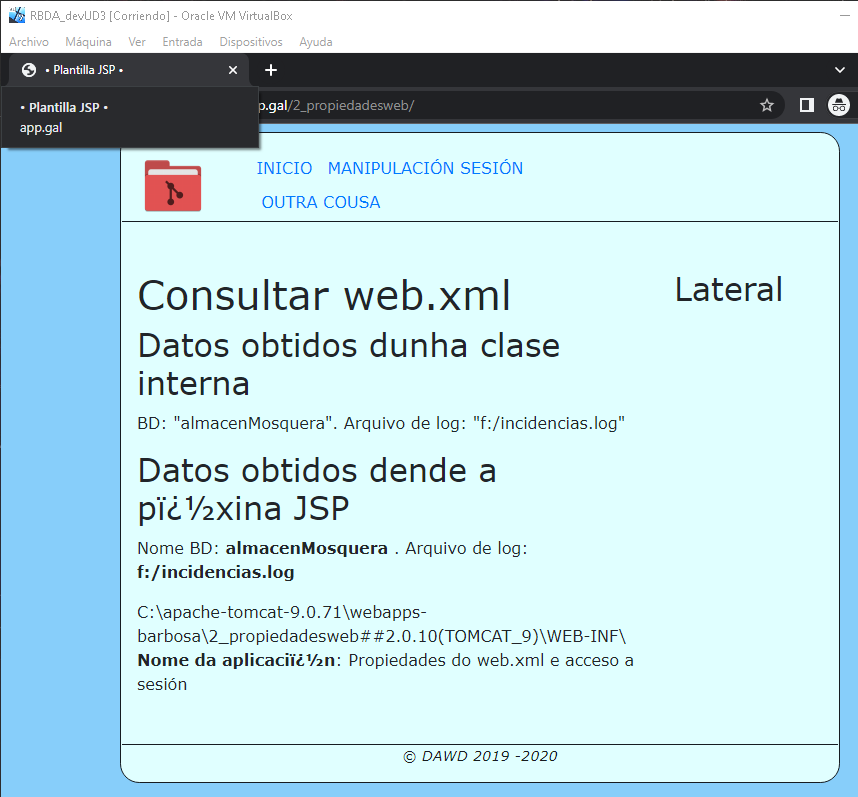 RBDA_devUD3 [Corriendo] - Oracle VM VirtualBox
Archivo Máquina Ver Entrada Dispositivos Ayuda
• Plantilla JSP •
• Plantilla JSP •
app.gal
p.gal/2_propiedadesweb/
INICIO MANIPULACIÓN SESIÓN
OUTRA COUSA
Consultar web.xml
Lateral
Datos obtidos dunha clase
interna
BD: "almacenMosquera". Arquivo de log: "f:/incidencias.log"
Datos obtidos dende a
pï¿½xina JSP
Nome BD: almacenMosquera . Arquivo de log:
f:/incidencias.log
C:\apache-tomcat-9.0.71\webapps-
barbosa\2_propiedadesweb##2.0.10(TOMCAT_9)\WEB-INF\
Nome da aplicaciï¿½n: Propiedades do web.xml e acceso a
sesión
© DAWD 2019 -2020